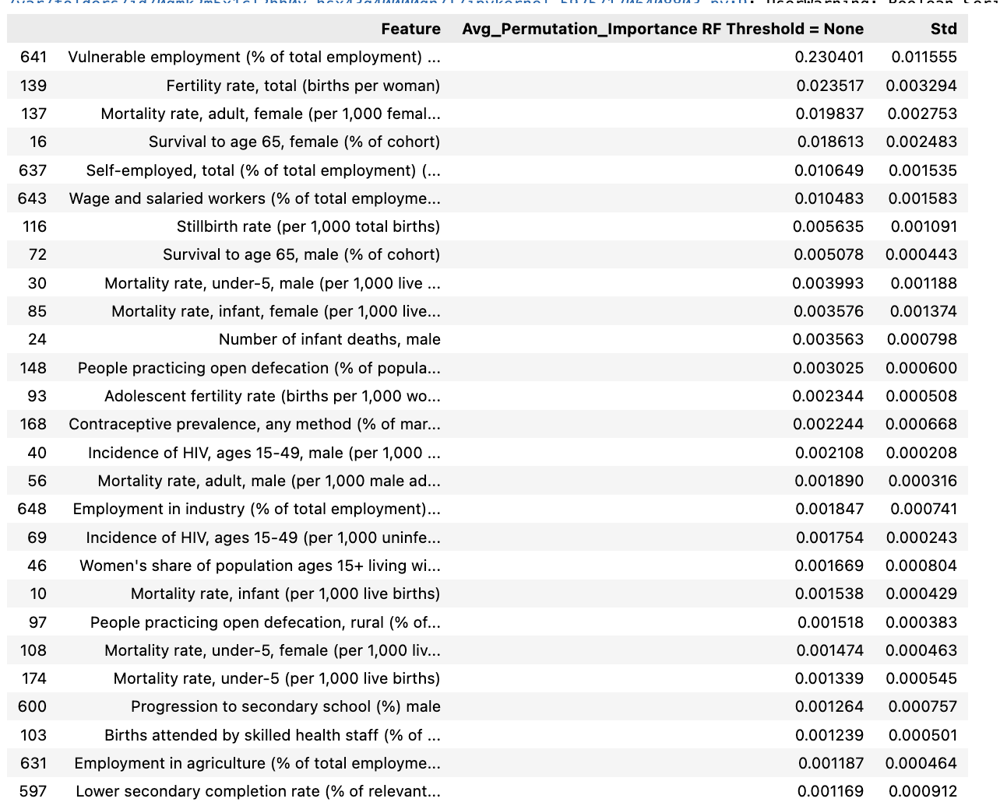 Feature Avg_Permutation_Importance RF Threshold = None Std
641 Vulnerable employment (% of total employment) ... 0.230401 0.011555
139 Fertility rate, total (births per woman) 0.023517 0.003294
137 Mortality rate, adult, female (per 1,000 femal... 0.019837 0.002753
16 Survival to age 65, female (% of cohort) 0.018613 0.002483
637 Self-employed, total (% of total employment) (... 0.010649 0.001535
643 Wage and salaried workers (% of total employme... 0.010483 0.001583
116 Stillbirth rate (per 1,000 total births) 0.005635 0.001091
72 Survival to age 65, male (% of cohort) 0.005078 0.000443
30 Mortality rate, under-5, male (per 1,000 live ... 0.003993 0.001188
85 Mortality rate, infant, female (per 1,000 live... 0.003576 0.001374
24 Number of infant deaths, male 0.003563 0.000798
148 People practicing open defecation (% of popula... 0.003025 0.000600
93 Adolescent fertility rate (births per 1,000 wo... 0.002344 0.000508
168 Contraceptive prevalence, any method (% of mar... 0.002244 0.000668
40 Incidence of HIV, ages 15-49, male (per 1,000 ... 0.002108 0.000208
56 Mortality rate, adult, male (per 1,000 male ad... 0.001890 0.000316
648 Employment in industry (% of total employment)... 0.001847 0.000741
69 Incidence of HIV, ages 15-49 (per 1,000 uninfe... 0.001754 0.000243
46 Women's share of population ages 15+ living wi... 0.001669 0.000804
10 Mortality rate, infant (per 1,000 live births) 0.001538 0.000429
97 People practicing open defecation, rural (% of... 0.001518 0.000383
108 Mortality rate, under-5, female (per 1,000 liv... 0.001474 0.000463
174 Mortality rate, under-5 (per 1,000 live births) 0.001339 0.000545
600 Progression to secondary school (%) male 0.001264 0.000757
103 Births attended by skilled health staff (% of ... 0.001239 0.000501
631 Employment in agriculture (% of total employme... 0.001187 0.000464
597 Lower secondary completion rate (% of relevant... 0.001169 0.000912